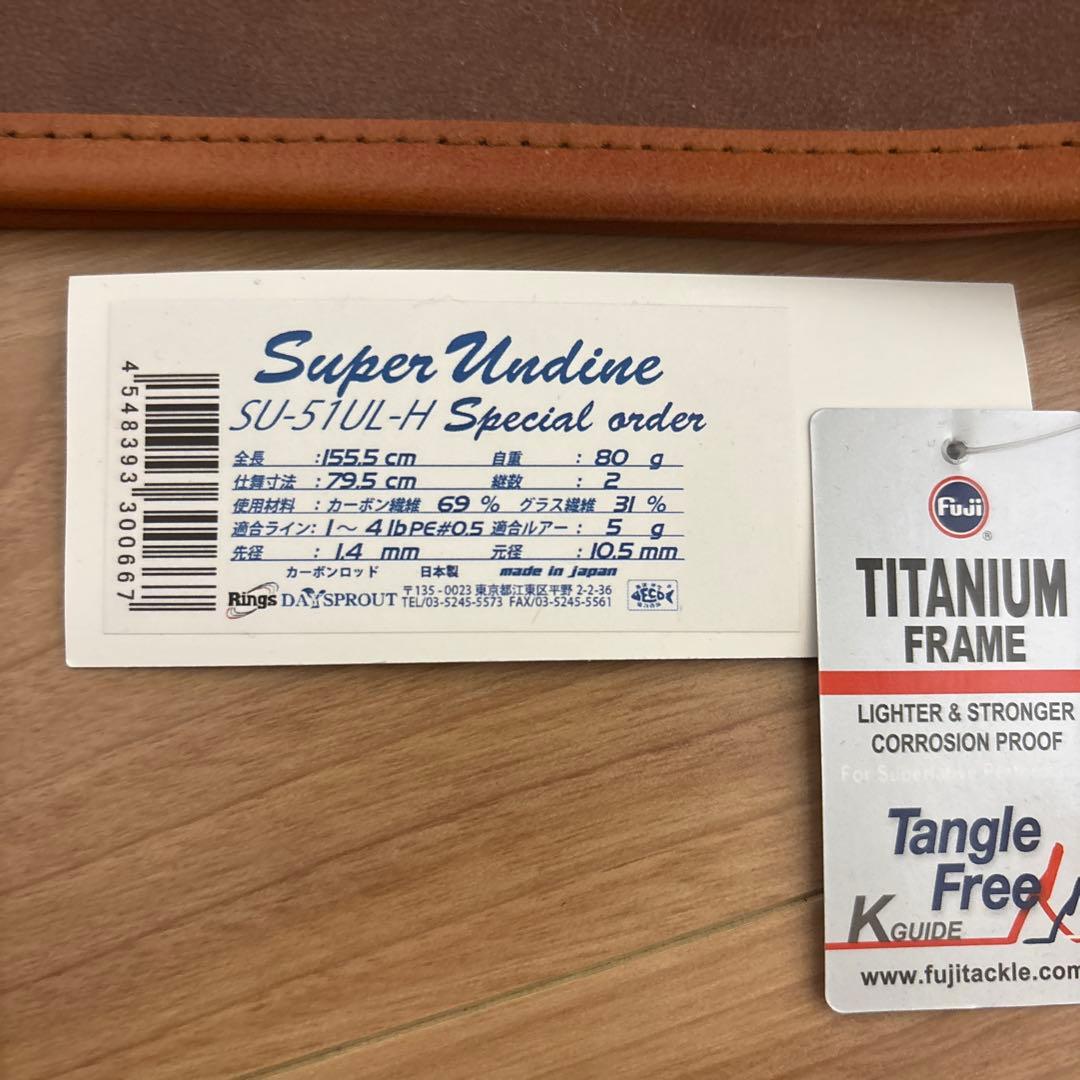 4 548393 300667
Super Undine
SU-51UL-H Special order
全長 :155.5 cm 自重 : 80 g
仕舞寸法 : 79.5 cm 継数 : 2
使用材料 : カーボン繊維 69 % グラス繊維 31 %
適合ライン: 1〜 4 lb PE#0.5 適合ルアー : 5 g
先径 : 1.4 mm 元径 : 10.5 mm
カーボンロッド 日本製 made in japan
Rings DAYSPROUT 〒135-0023 東京都江東区平野 2-2-36
TEL/03-5245-5573 FAX/03-5245-5561
Fuji
®
TITANIUM
FRAME
LIGHTER & STRONGER
CORROSION PROOF
For Superlative
Tangle
Free
K GUIDE
www.fujitackle.com